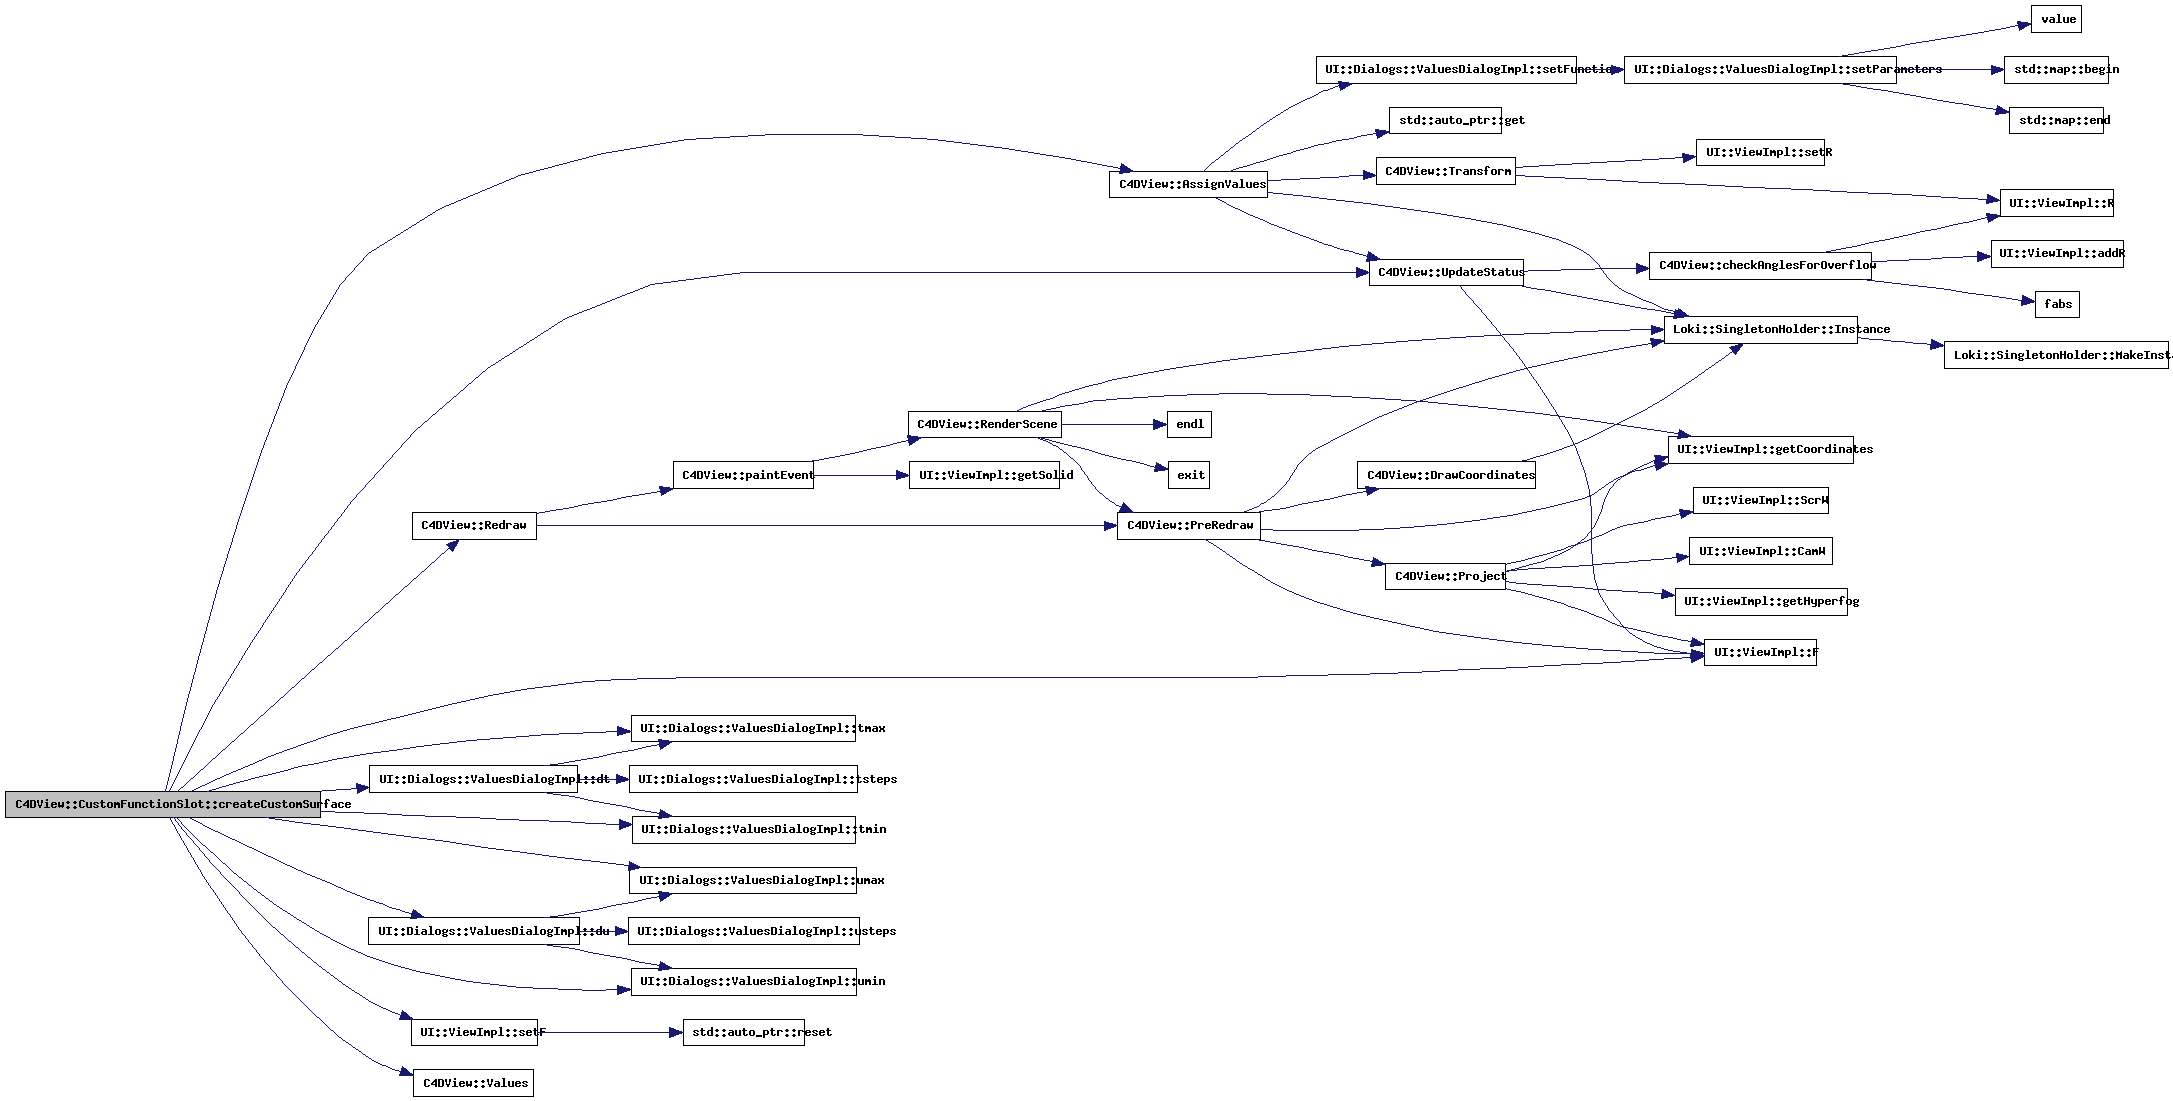 value
UI::Dialogs::ValuesDialogImpl::setFunctio
UI::Dialogs::ValuesDialogImpl::setParameters
std::map::begin
std::auto_ptr::get
std::map::end
UI::ViewImpl::setR
C4DView::Transform
C4DView::AssignValues
UI::ViewImpl::R
UI::ViewImpl::addR
C4DView::checkAnglesForOverflow
C4DView::UpdateStatus
fabs
Loki::SingletonHolder::Instance
Loki::SingletonHolder::MakeInst
C4DView::RenderScene
endl
UI::ViewImpl::getCoordinates
C4DView::paintEvent
UI::ViewImpl::getSolid
exit
C4DView::DrawCoordinates
UI::ViewImpl::ScrW
C4DView::Redraw
C4DView::PreRedraw
UI::ViewImpl::CamW
C4DView::Project
UI::ViewImpl::getHyperfog
UI::ViewImpl::F
UI::Dialogs::ValuesDialogImpl::tmax
UI::Dialogs::ValuesDialogImpl::dt
UI::Dialogs::ValuesDialogImpl::tsteps
C4DView::CustomFunctionSlot::createCustomSurface
UI::Dialogs::ValuesDialogImpl::tmin
UI::Dialogs::ValuesDialogImpl::umax
UI::Dialogs::ValuesDialogImpl::du
UI::Dialogs::ValuesDialogImpl::usteps
UI::Dialogs::ValuesDialogImpl::umin
UI::ViewImpl::setF
std::auto_ptr::reset
C4DView::Values